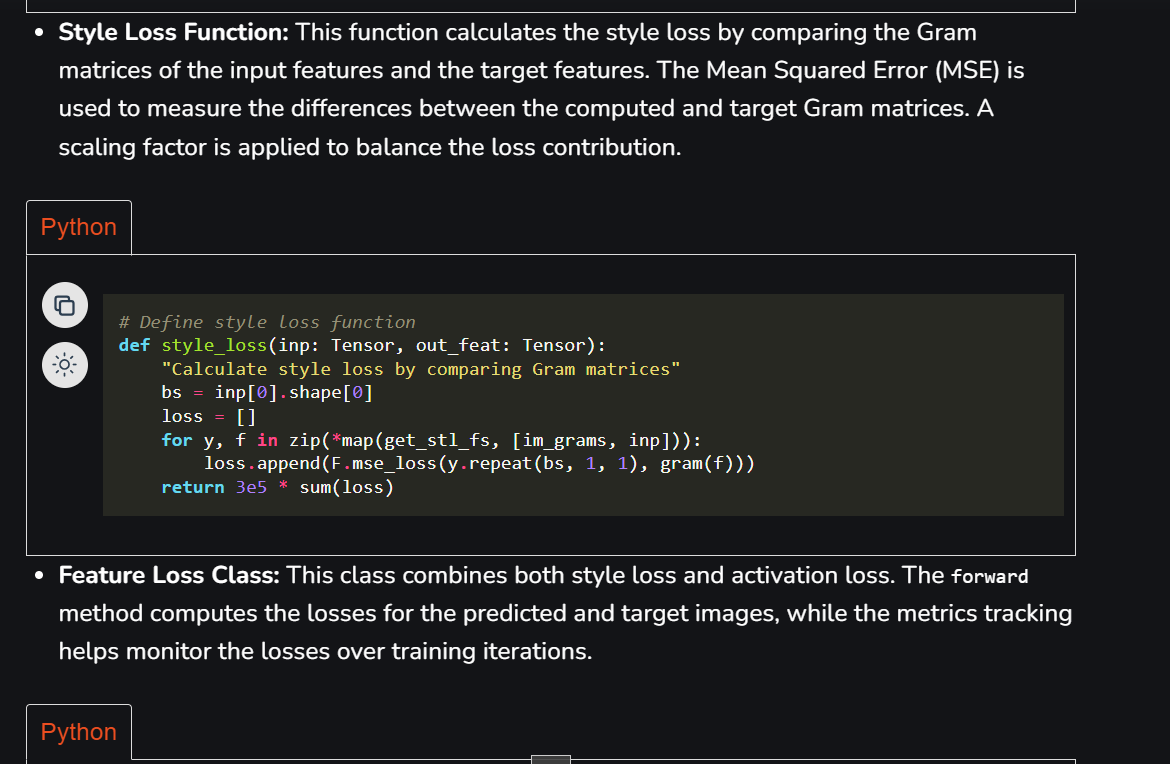 • Style Loss Function: This function calculates the style loss by comparing the Gram
matrices of the input features and the target features. The Mean Squared Error (MSE) is
used to measure the differences between the computed and target Gram matrices. A
scaling factor is applied to balance the loss contribution.
Python
# Define style loss function
def style_loss(inp: Tensor, out_feat: Tensor):
    "Calculate style loss by comparing Gram matrices"
    bs = inp[0].shape[0]
    loss = []
    for y, f in zip(*map(get_stl_fs, [im_grams, inp])):
        loss.append(F.mse_loss(y.repeat(bs, 1, 1), gram(f)))
    return 3e5 * sum(loss)
• Feature Loss Class: This class combines both style loss and activation loss. The forward
method computes the losses for the predicted and target images, while the metrics tracking
helps monitor the losses over training iterations.
Python